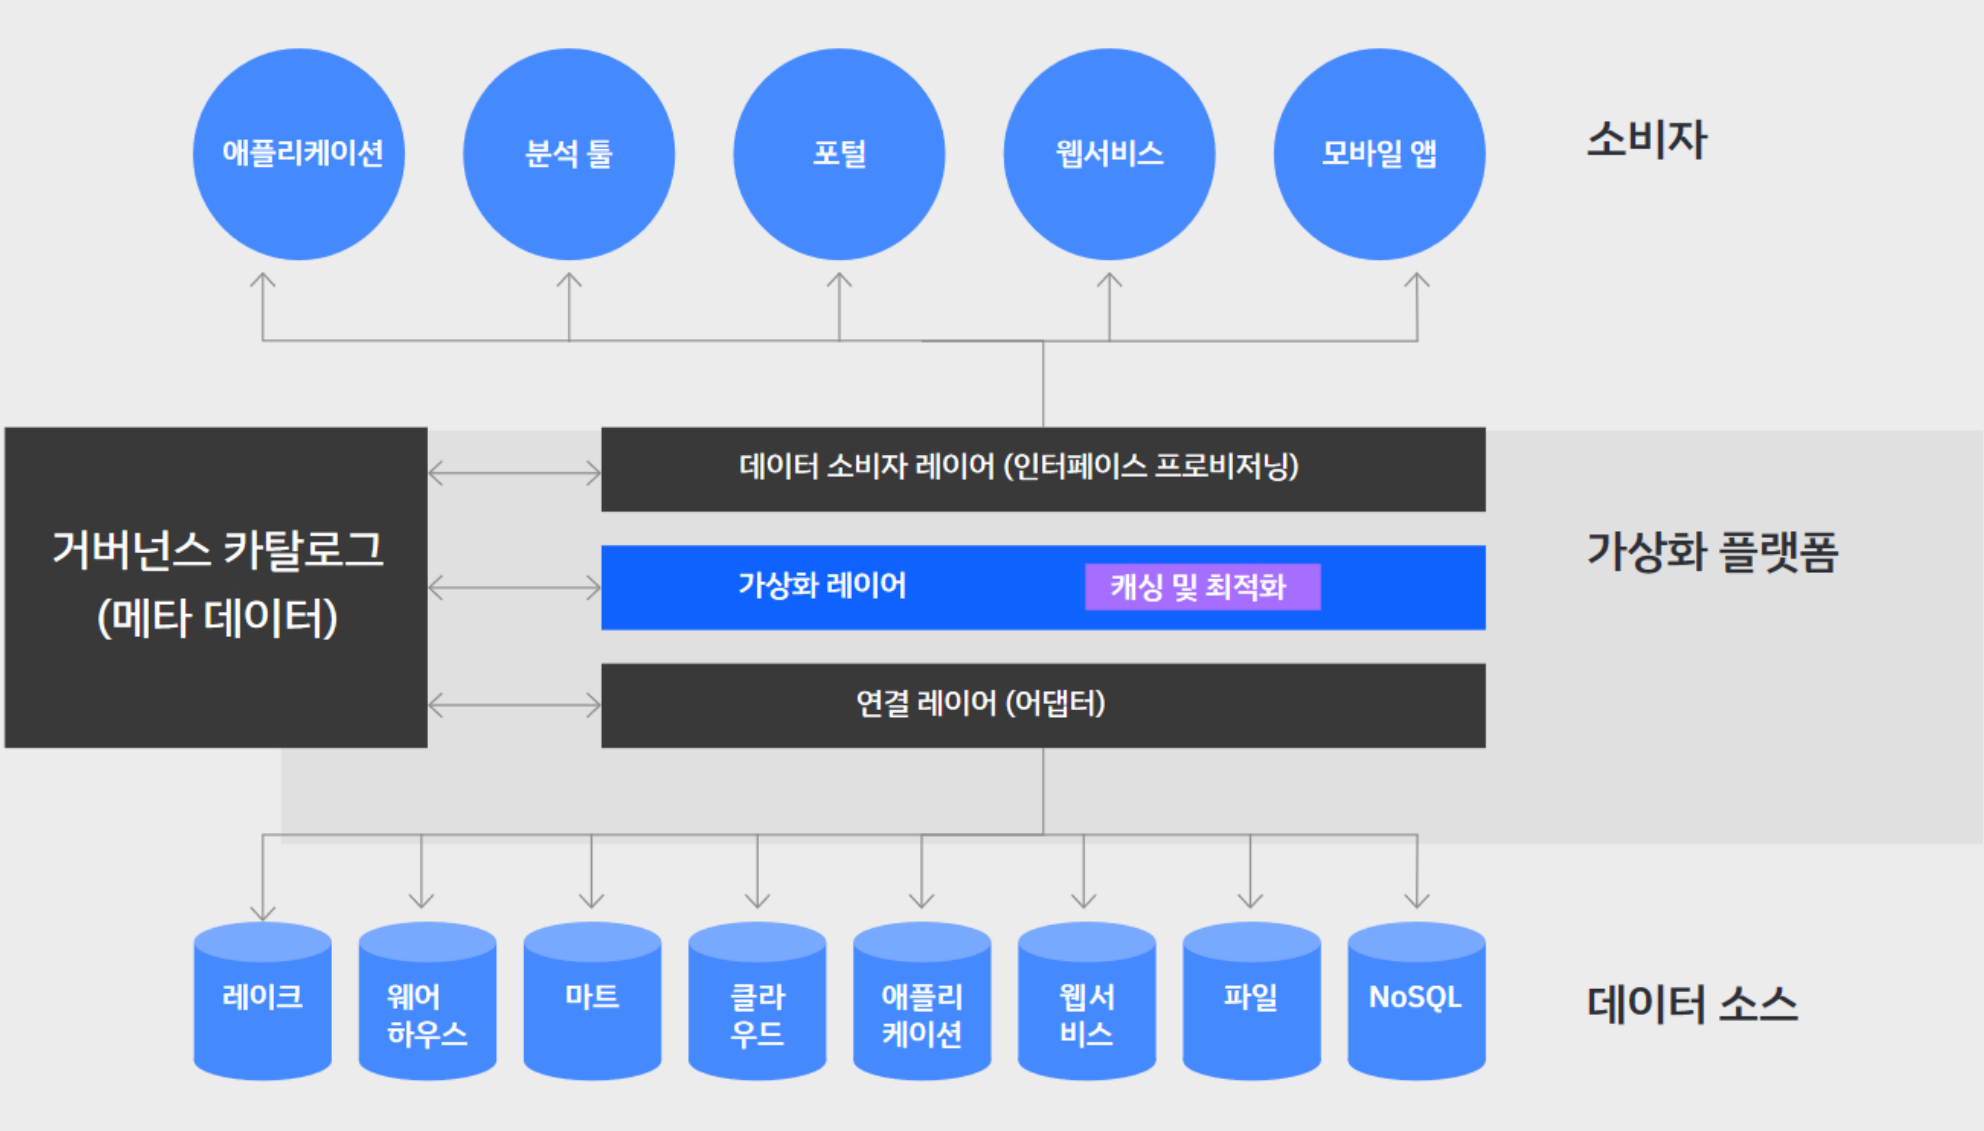 애플리케이션
분석 툴
포털
웹서비스
모바일 앱
소비자
거버넌스 카탈로그
(메타 데이터)
데이터 소비자 레이어 (인터페이스 프로비저닝)
가상화 레이어
캐싱 및 최적화
연결 레이어 (어댑터)
가상화 플랫폼
레이크
웨어
하우스
마트
클라
우드
애플리
케이션
웹서
비스
파일
NoSQL
데이터 소스